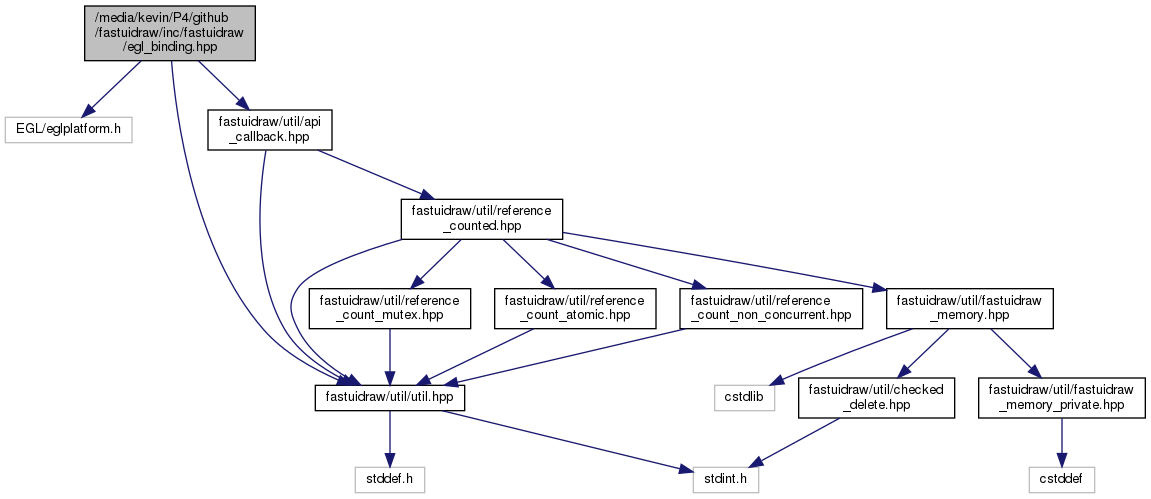 /media/kevin/P4/github
/fastuidraw/inc/fastuidraw
/egl_binding.hpp
EGL/eglplatform.h
fastuidraw/util/api
_callback.hpp
fastuidraw/util/reference
_counted.hpp
fastuidraw/util/reference
_count_mutex.hpp
fastuidraw/util/reference
_count_atomic.hpp
fastuidraw/util/reference
_count_non_concurrent.hpp
fastuidraw/util/fastuidraw
_memory.hpp
fastuidraw/util/util.hpp
cstdlib
fastuidraw/util/checked
_delete.hpp
fastuidraw/util/fastuidraw
_memory_private.hpp
stddef.h
stdint.h
cstddef